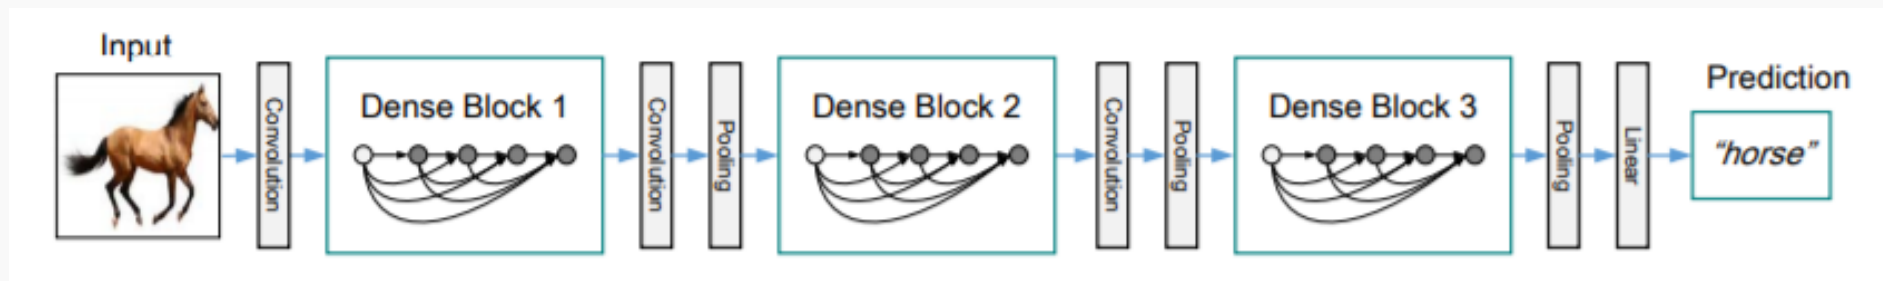 Input
Convolution
Dense Block 1
Convolution
Pooling
Dense Block 2
Convolution
Pooling
Dense Block 3
Pooling
Linear
Prediction
“horse”